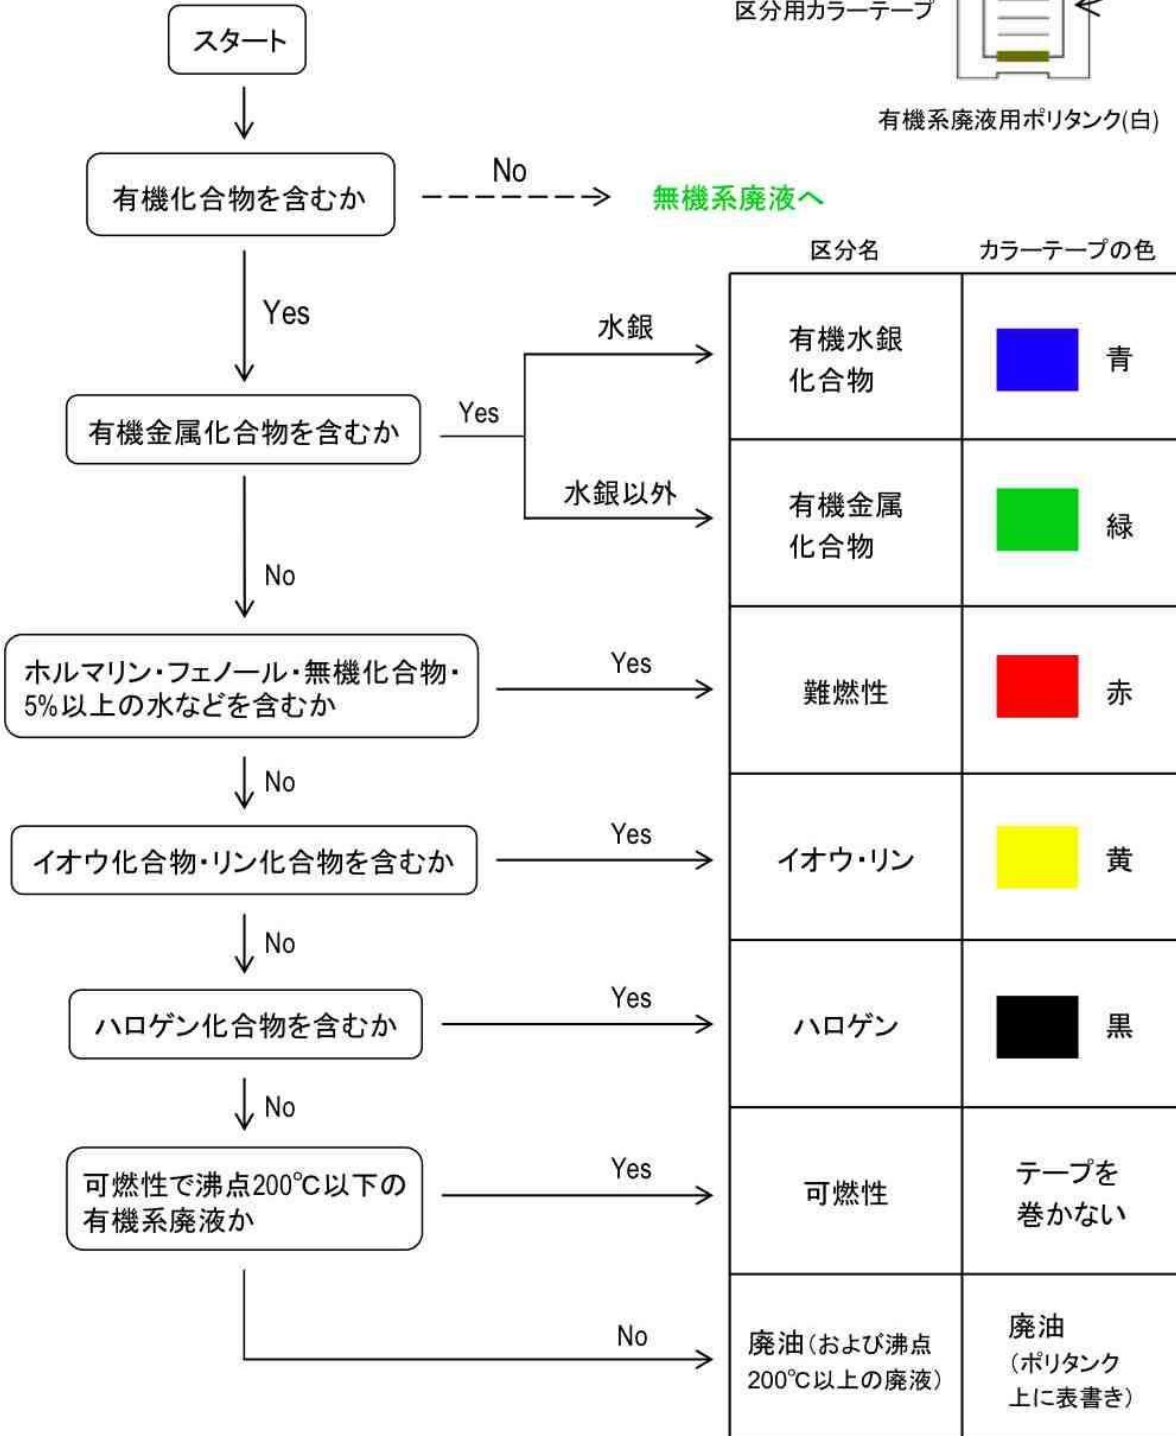 区分用カラーテープ
スタート
有機系廃液用ポリタンク(白)
有機化合物を含むか
No
無機系廃液へ
区分名
カラーテープの色
Yes
水銀
有機水銀
化合物
青
有機金属化合物を含むか
Yes
水銀以外
有機金属
化合物
緑
No
ホルマリン・フェノール・無機化合物・
5%以上の水などを含むか
Yes
難燃性
赤
No
イオウ化合物・リン化合物を含むか
Yes
イオウ・リン
黄
No
ハロゲン化合物を含むか
Yes
ハロゲン
黒
No
可燃性で沸点200℃以下の
有機系廃液か
Yes
可燃性
テープを
巻かない
No
廃油(および沸点
200℃以上の廃液)
廃油
(ポリタンク
上に表書き)